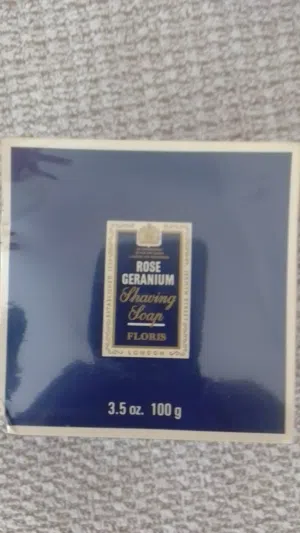 ROSE
GERANIUM
Shaving
Soap
FLORIS
LONDON
3.5 oz. 100 g